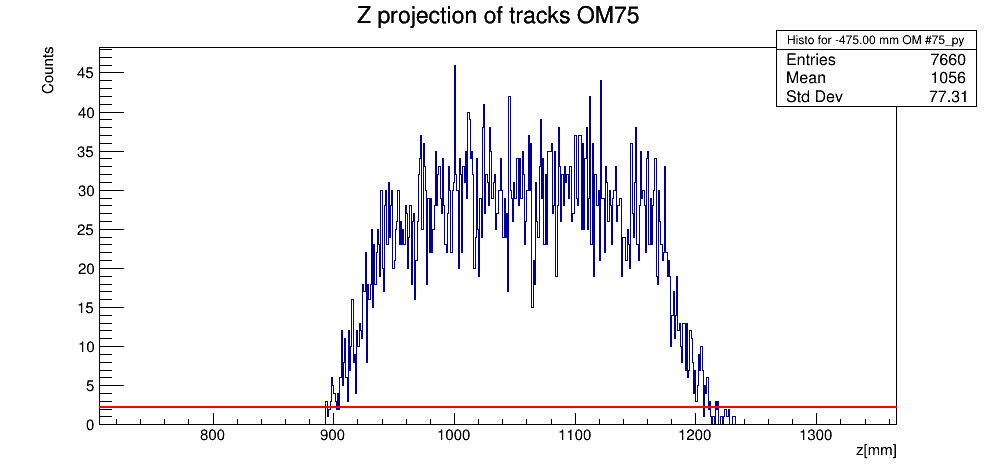 Z projection of tracks OM75
Histo for -475.00 mm OM #75_py
Entries 7660
Mean 1056
Std Dev 77.31
Counts
45
40
35
30
25
20
15
10
5
0
800 900 1000 1100 1200 1300
z[mm]